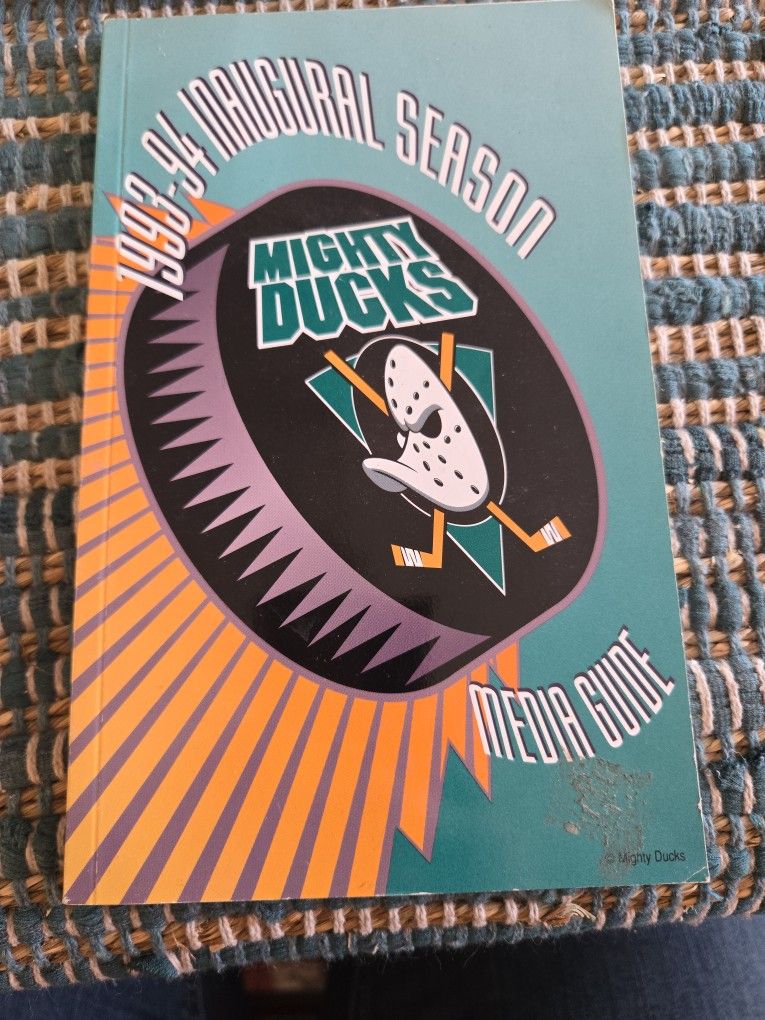 1993-94 INAUGURAL SEASON
MIGHTY
DUCKS
MEDIA GUIDE
© Mighty Ducks